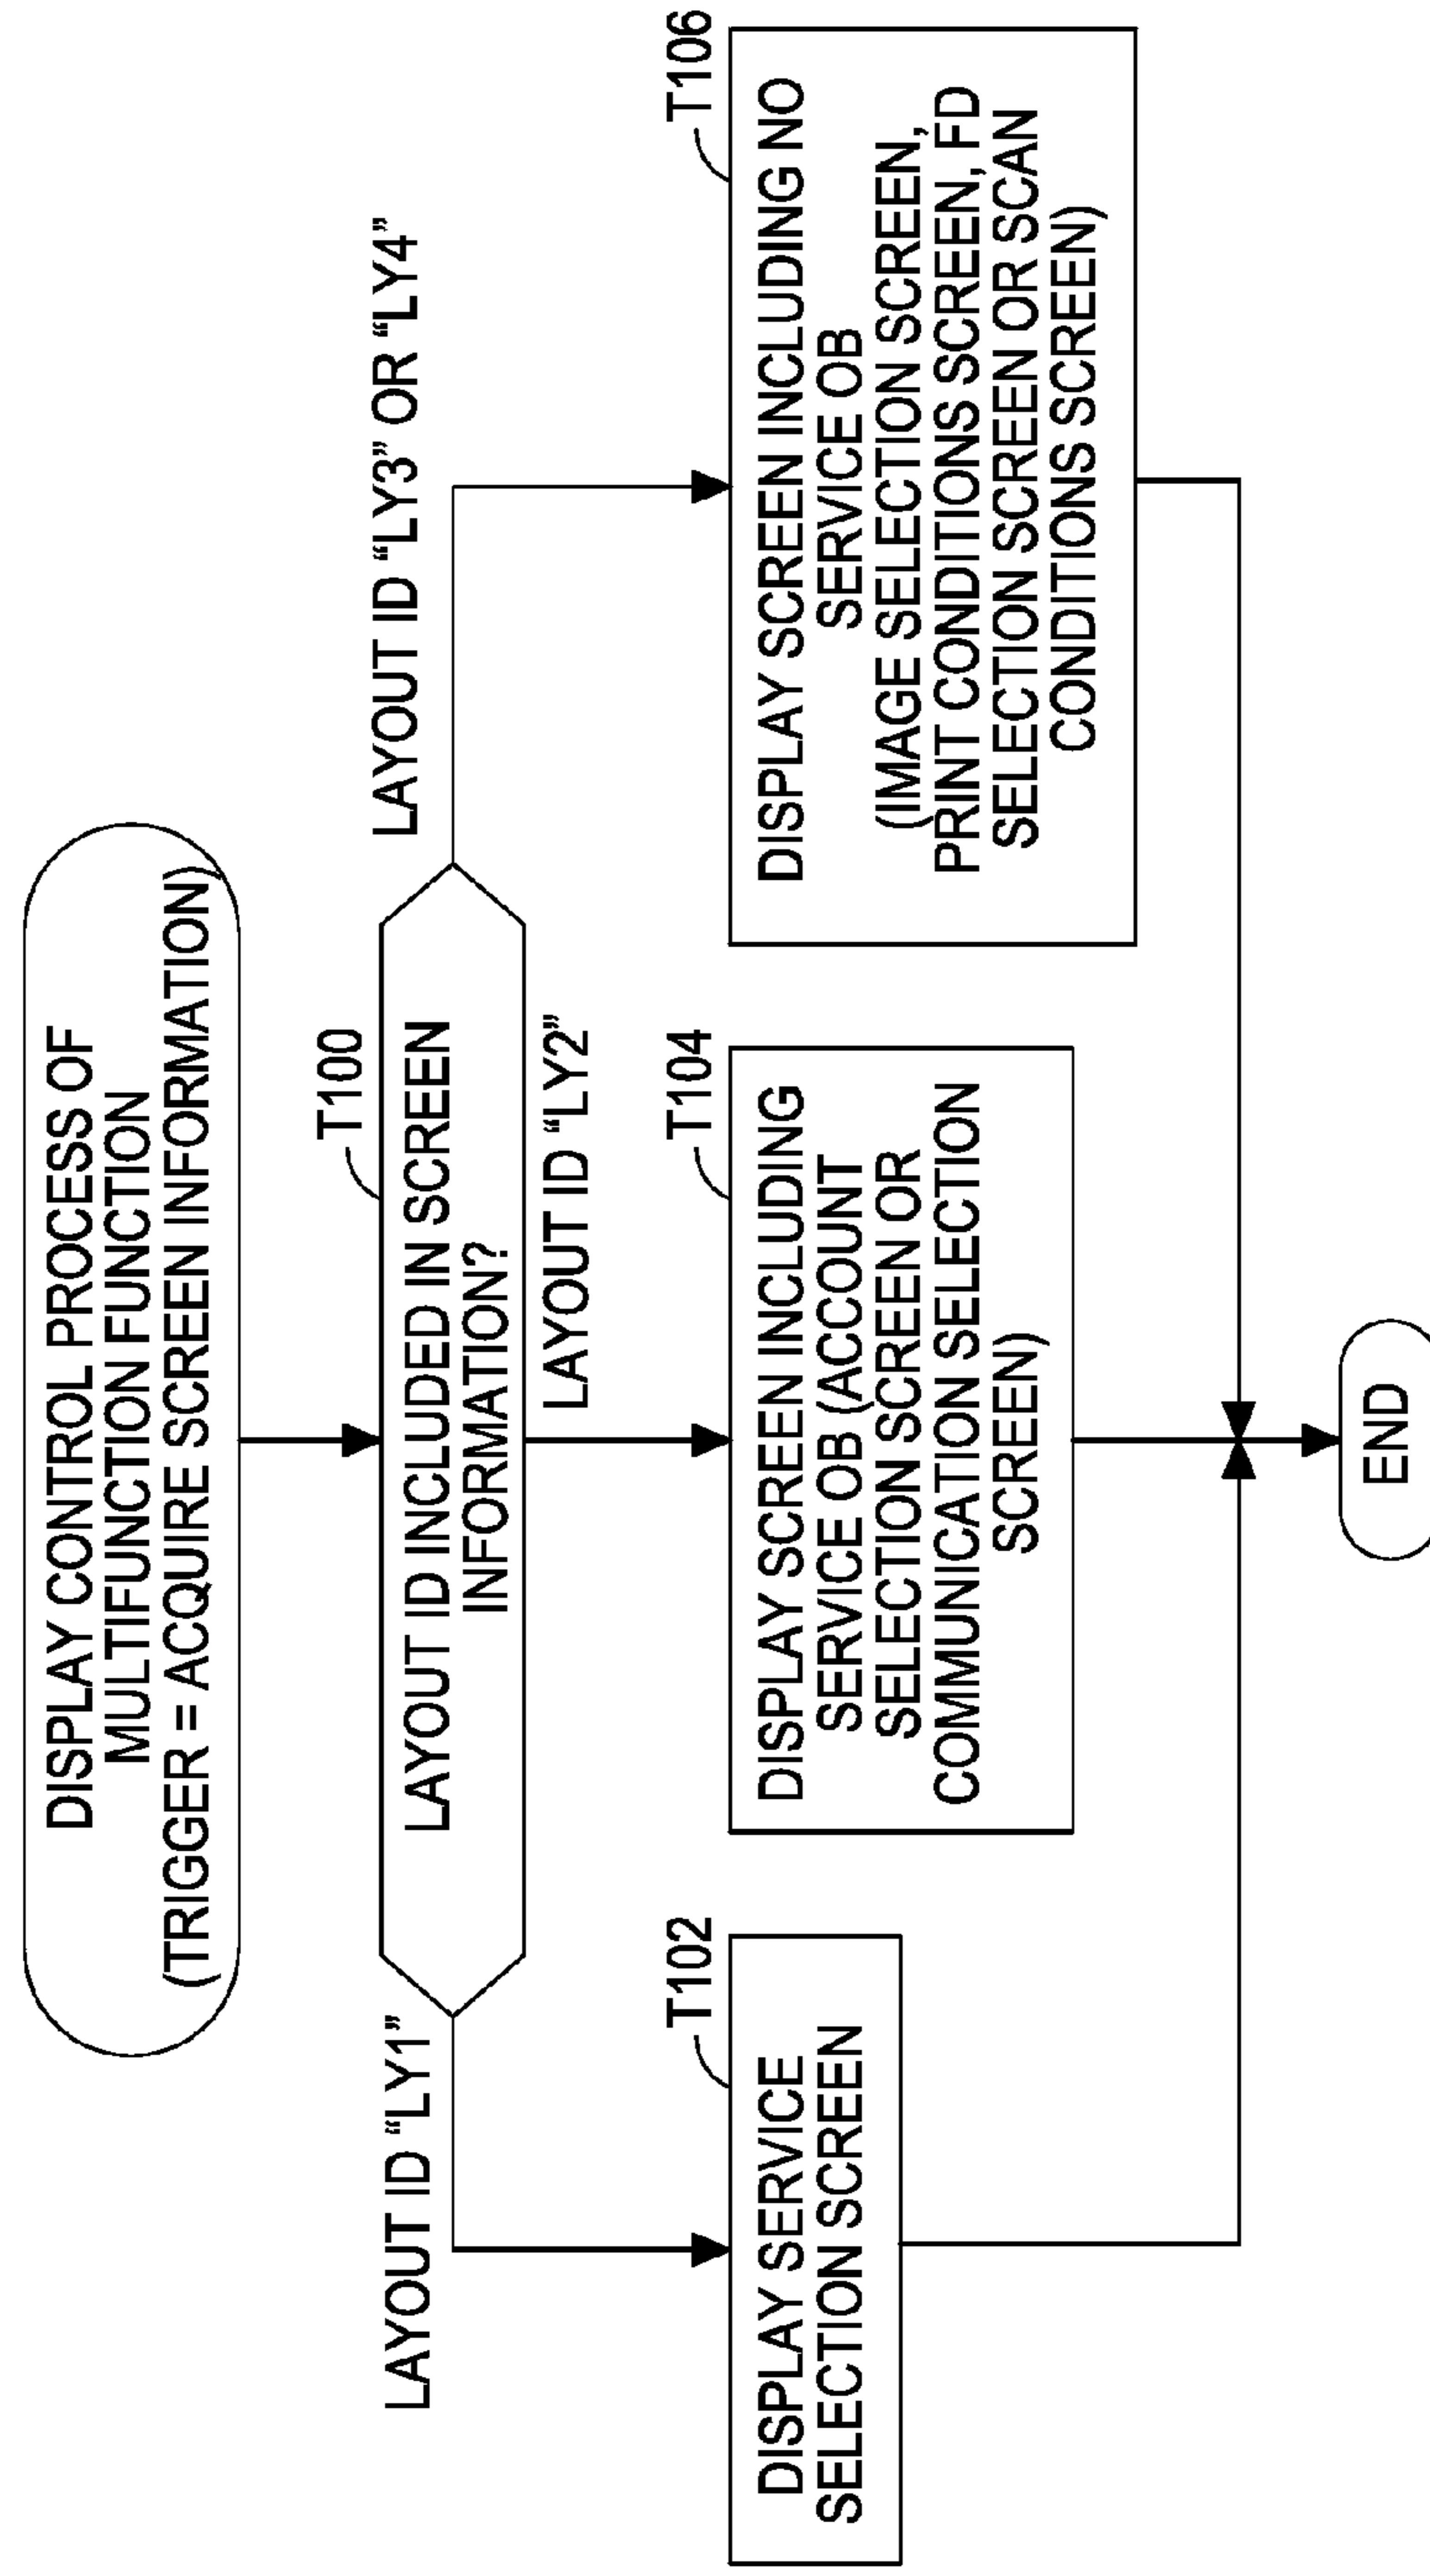 DISPLAY CONTROL PROCESS OF
MULTIFUNCTION FUNCTION
(TRIGGER = ACQUIRE SCREEN INFORMATION)
T100
LAYOUT ID INCLUDED IN SCREEN
INFORMATION?
LAYOUT ID “LY1”
LAYOUT ID “LY2”
LAYOUT ID “LY3” OR “LY4”
T102
DISPLAY SERVICE
SELECTION SCREEN
T104
DISPLAY SCREEN INCLUDING
SERVICE OB (ACCOUNT
SELECTION SCREEN OR
COMMUNICATION SELECTION
SCREEN)
T106
DISPLAY SCREEN INCLUDING NO
SERVICE OB
(IMAGE SELECTION SCREEN,
PRINT CONDITIONS SCREEN, FD
SELECTION SCREEN OR SCAN
CONDITIONS SCREEN)
END